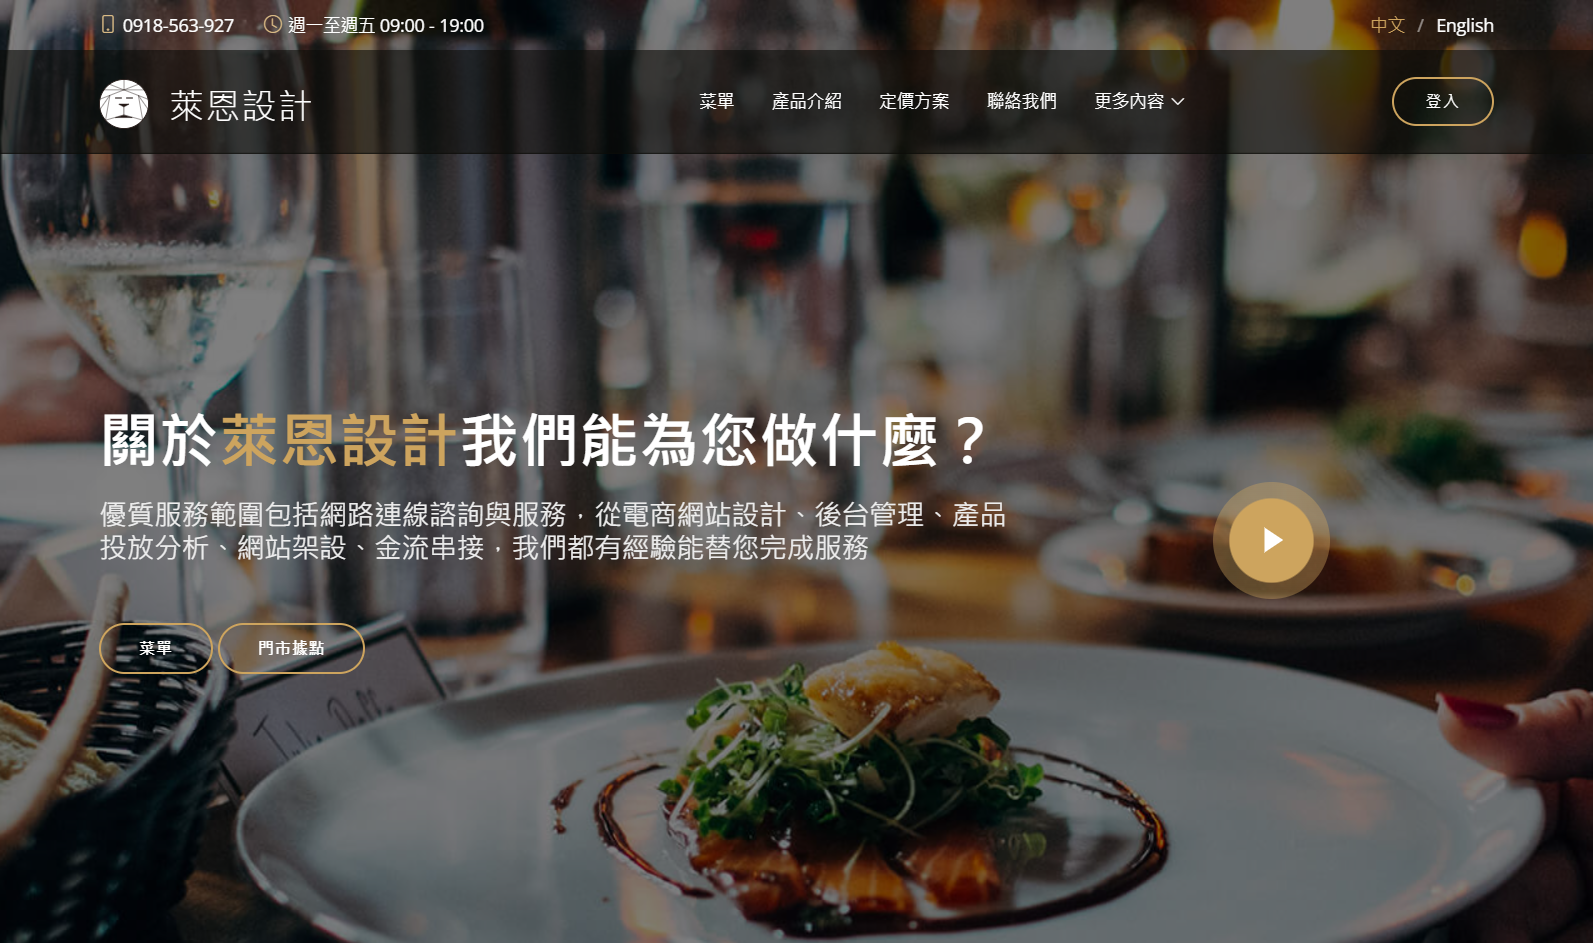 0918-563-927 週一至週五 09:00 - 19:00 中文 / English
萊恩設計 菜單 產品介紹 定價方案 聯絡我們 更多內容 登入
關於萊恩設計我們能為您做什麼？
優質服務範圍包括網路連線諮詢與服務，從電商網站設計、後台管理、產品
投放分析、網站架設、金流串接，我們都有經驗能替您完成服務
菜單 門市據點